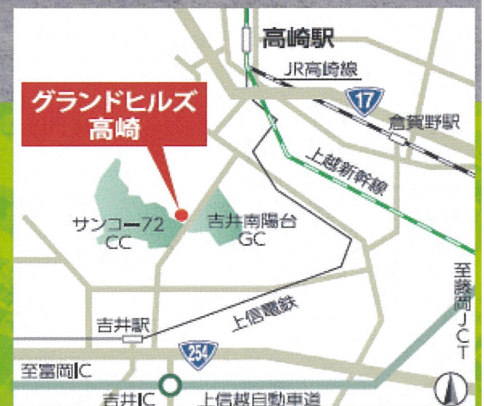 高崎駅
JR高崎線
17
倉賀野駅
グランドヒルズ
高崎
上越新幹線
サンコー72
CC
吉井南陽台
GC
至藤岡JCT
上信電鉄
吉井駅
254
至富岡IC
吉井IC
上信越自動車道